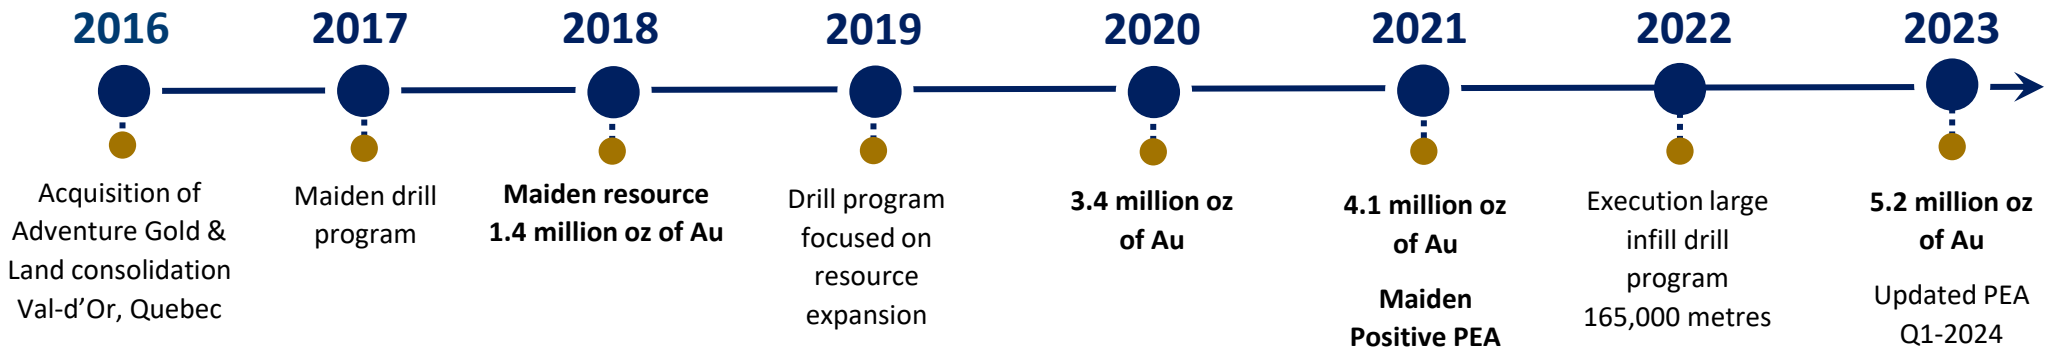 2016
Acquisition of
Adventure Gold &
Land consolidation
Val-d’Or, Quebec
2017
Maiden drill
program
2018
Maiden resource
1.4 million oz of Au
2019
Drill program
focused on
resource
expansion
2020
3.4 million oz
of Au
2021
4.1 million oz
of Au
Maiden
Positive PEA
2022
Execution large
infill drill
program
165,000 metres
2023
5.2 million oz
of Au
Updated PEA
Q1-2024